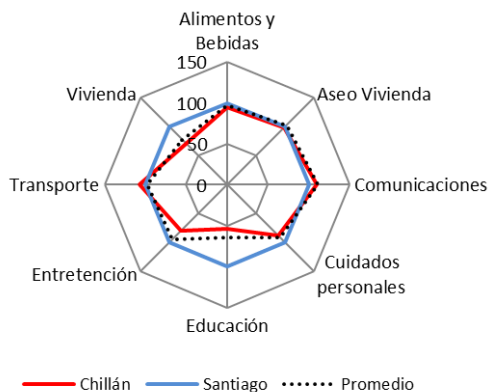 Alimentos y
Bebidas
150
Vivienda
Aseo Vivienda
100
50
Transporte
0
Comunicaciones
Entretención
Cuidados
personales
Educación
Chillán
Santiago
Promedio